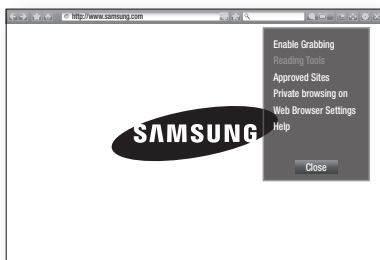 http://www.samsung.com
SAMSUNG
Enable Grabbing
Reading Tools
Approved Sites
Private browsing on
Web Browser Settings
Help
Close